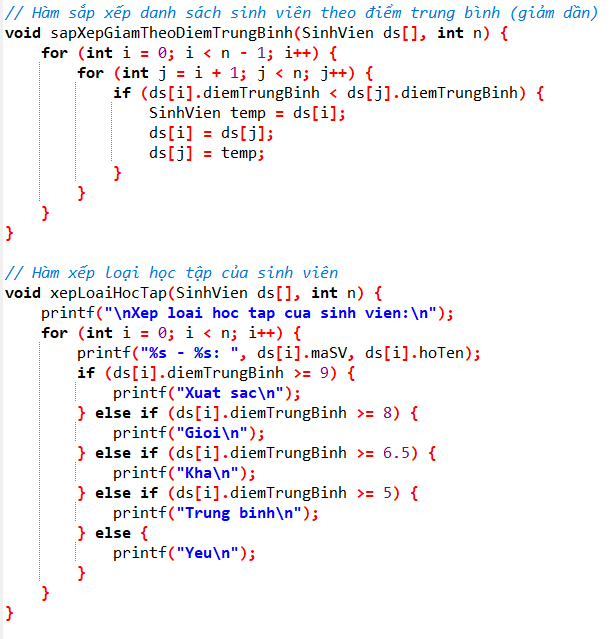 // Hàm sắp xếp danh sách sinh viên theo điểm trung bình (giảm dần)
void sapXepGiamTheoDiemTrungBinh(SinhVien ds[], int n) {
    for (int i = 0; i < n - 1; i++) {
        for (int j = i + 1; j < n; j++) {
            if (ds[i].diemTrungBinh < ds[j].diemTrungBinh) {
                SinhVien temp = ds[i];
                ds[i] = ds[j];
                ds[j] = temp;
            }
        }
    }
}

// Hàm xếp loại học tập của sinh viên
void xepLoaiHocTap(SinhVien ds[], int n) {
    printf("\nXep loai hoc tap cua sinh vien:\n");
    for (int i = 0; i < n; i++) {
        printf("%s - %s: ", ds[i].maSV, ds[i].hoTen);
        if (ds[i].diemTrungBinh >= 9) {
            printf("Xuat sac\n");
        } else if (ds[i].diemTrungBinh >= 8) {
            printf("Gioi\n");
        } else if (ds[i].diemTrungBinh >= 6.5) {
            printf("Kha\n");
        } else if (ds[i].diemTrungBinh >= 5) {
            printf("Trung binh\n");
        } else {
            printf("Yeu\n");
        }
    }
}